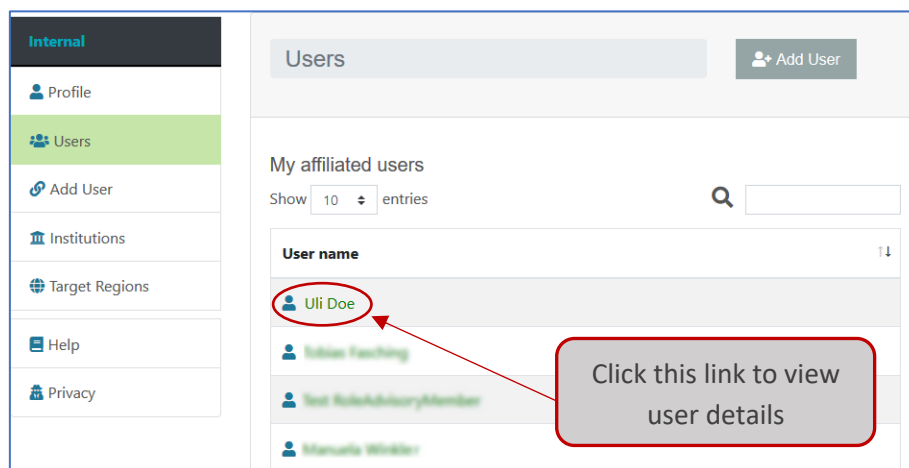 Internal
Profile
Users
Add User
Institutions
Target Regions
Help
Privacy
Users
Add User
My affiliated users
Show 10 entries
User name
Uli Doe
Click this link to view
user details